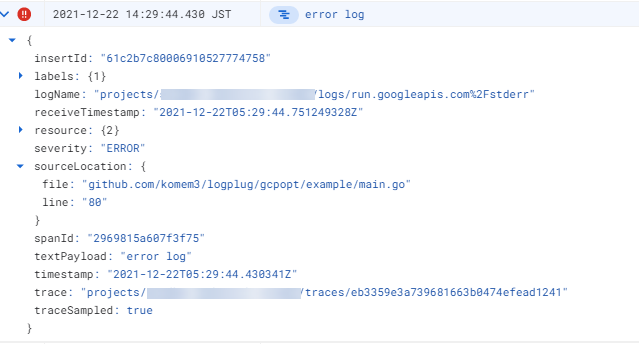 2021-12-22 14:29:44.430 JST error log
{
insertId: "61c2b7c80006910527774758"
labels: {1}
logName: "projects/ /logs/run.googleapis.com%2Fstderr"
receiveTimestamp: "2021-12-22T05:29:44.751249328Z"
resource: {2}
severity: "ERROR"
sourceLocation: {
file: "github.com/komem3/logplug/gcpopt/example/main.go"
line: "80"
}
spanId: "2969815a607f3f75"
textPayload: "error log"
timestamp: "2021-12-22T05:29:44.430341Z"
trace: "projects/ /traces/eb3359e3a739681663b0474efead1241"
traceSampled: true
}